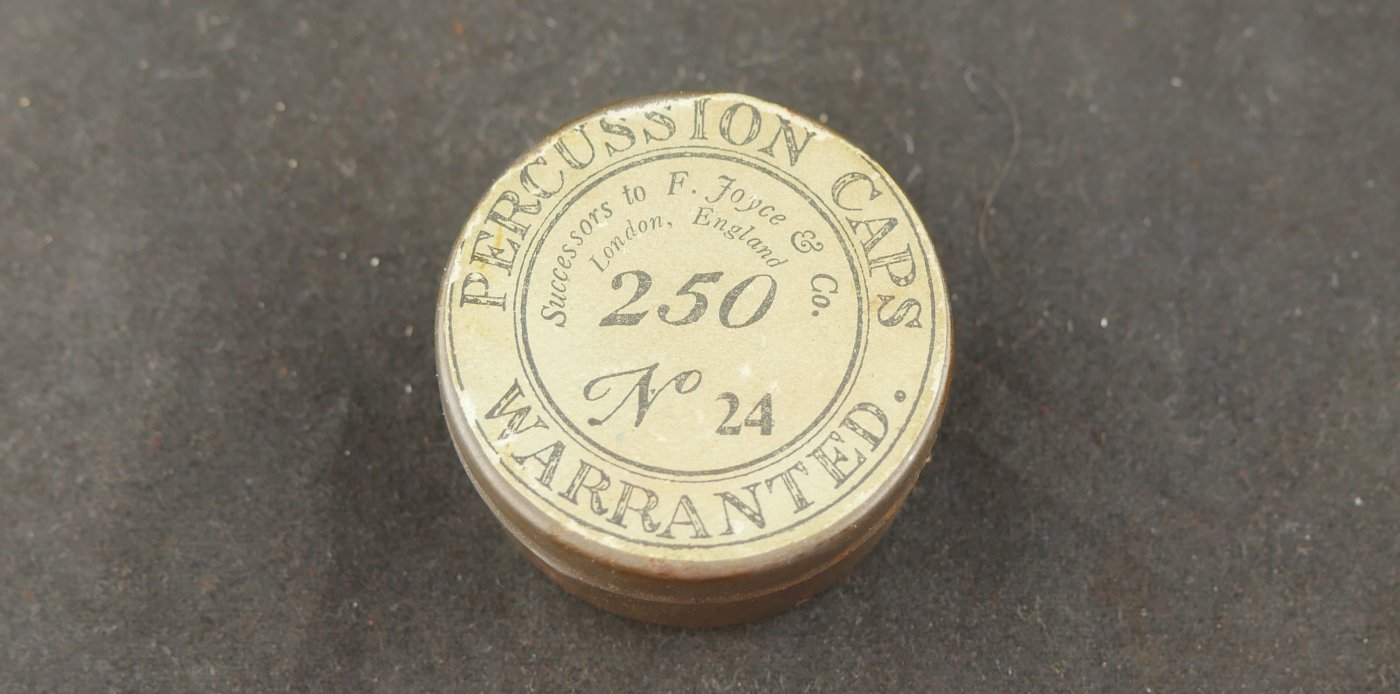 PERCUSSION CAPS
Successors to F. Joyce & Co.
London, England
250
No 24
WARRANTED.